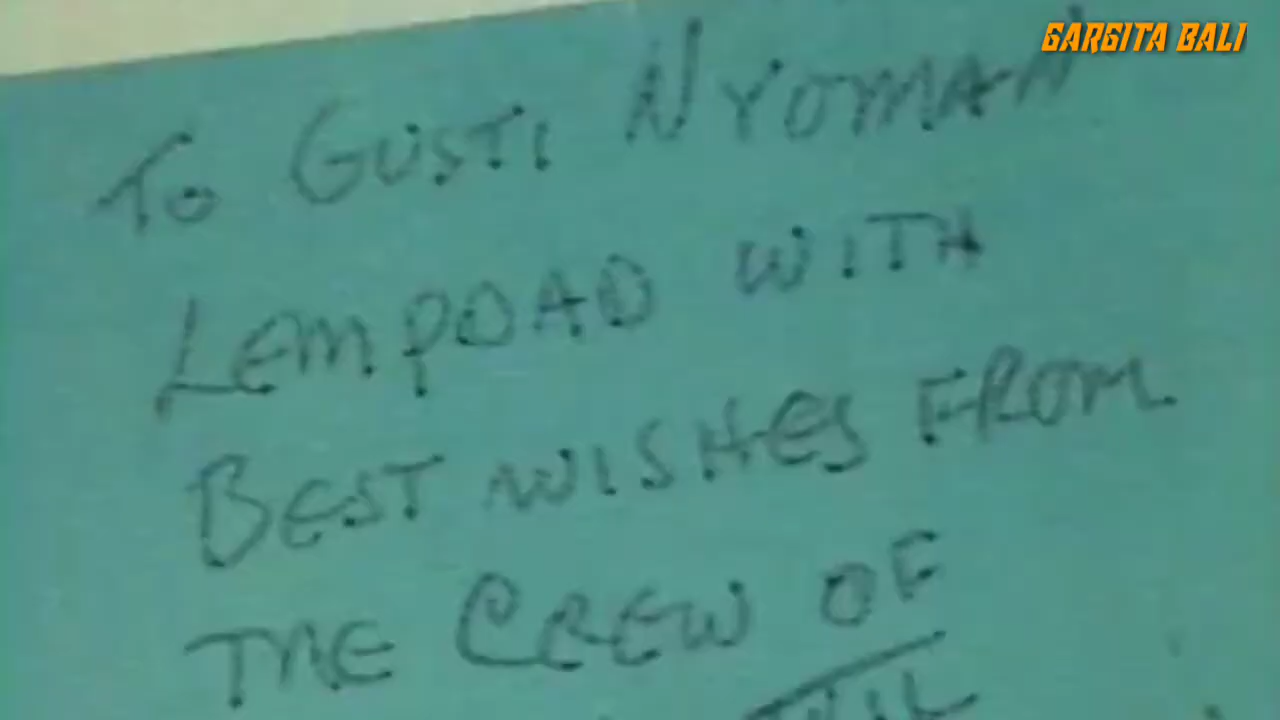 GARGITA BALI
To GUSTI NYOMAN
LEMPOAD WITH
BEST WISHES FROM
THE CREW OF